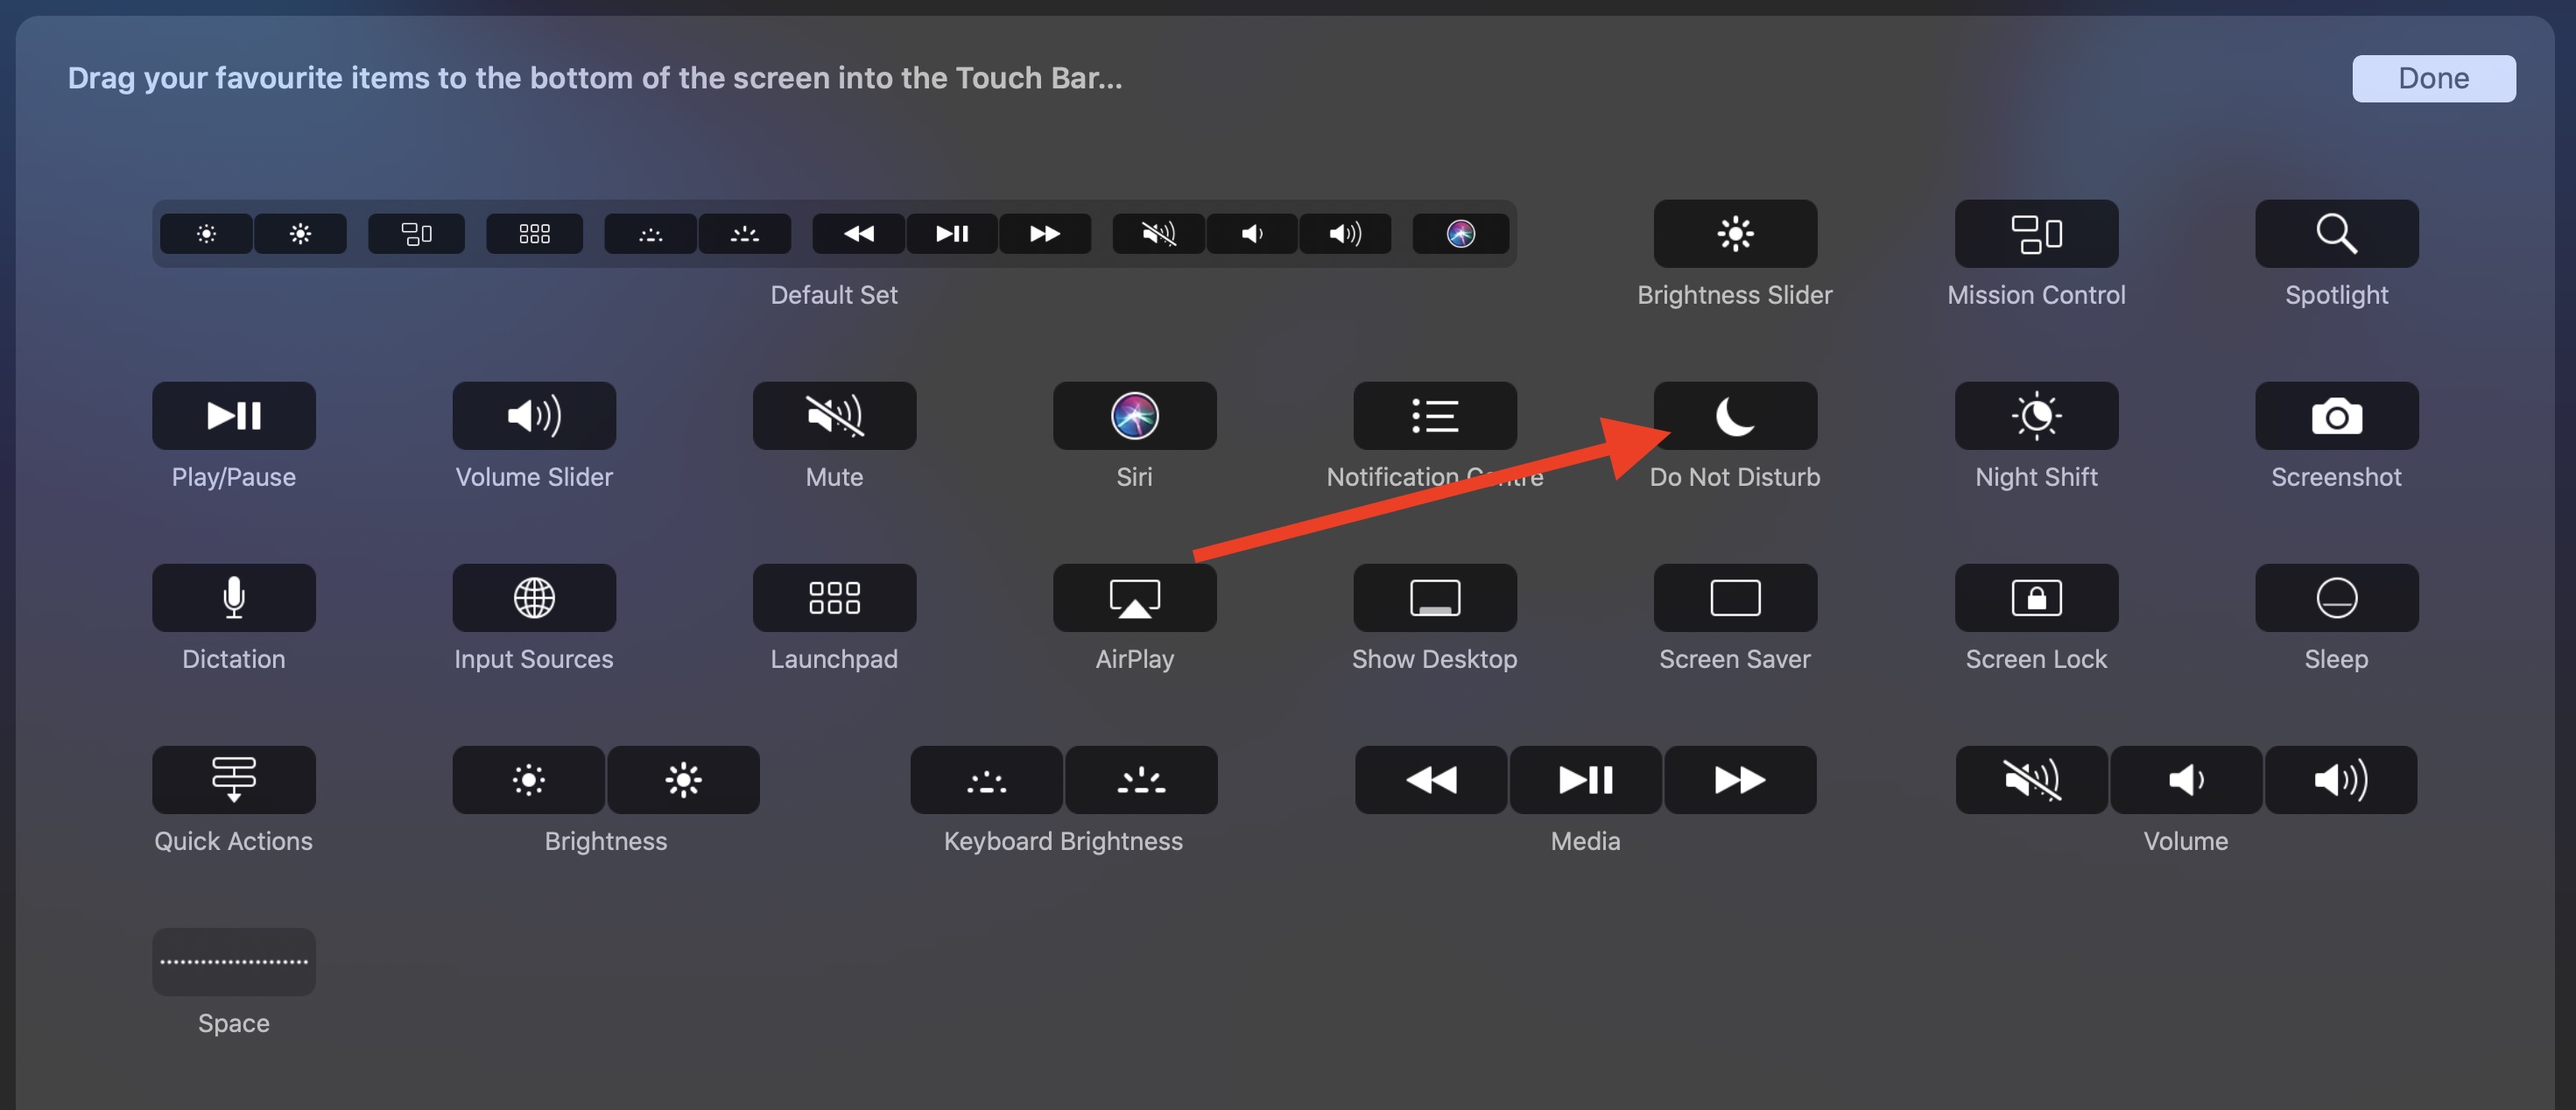 Drag your favourite items to the bottom of the screen into the Touch Bar...
Done
Default Set
Brightness Slider
Mission Control
Spotlight
Play/Pause
Volume Slider
Mute
Siri
Notification Centre
Do Not Disturb
Night Shift
Screenshot
Dictation
Input Sources
Launchpad
AirPlay
Show Desktop
Screen Saver
Screen Lock
Sleep
Quick Actions
Brightness
Keyboard Brightness
Media
Volume
Space